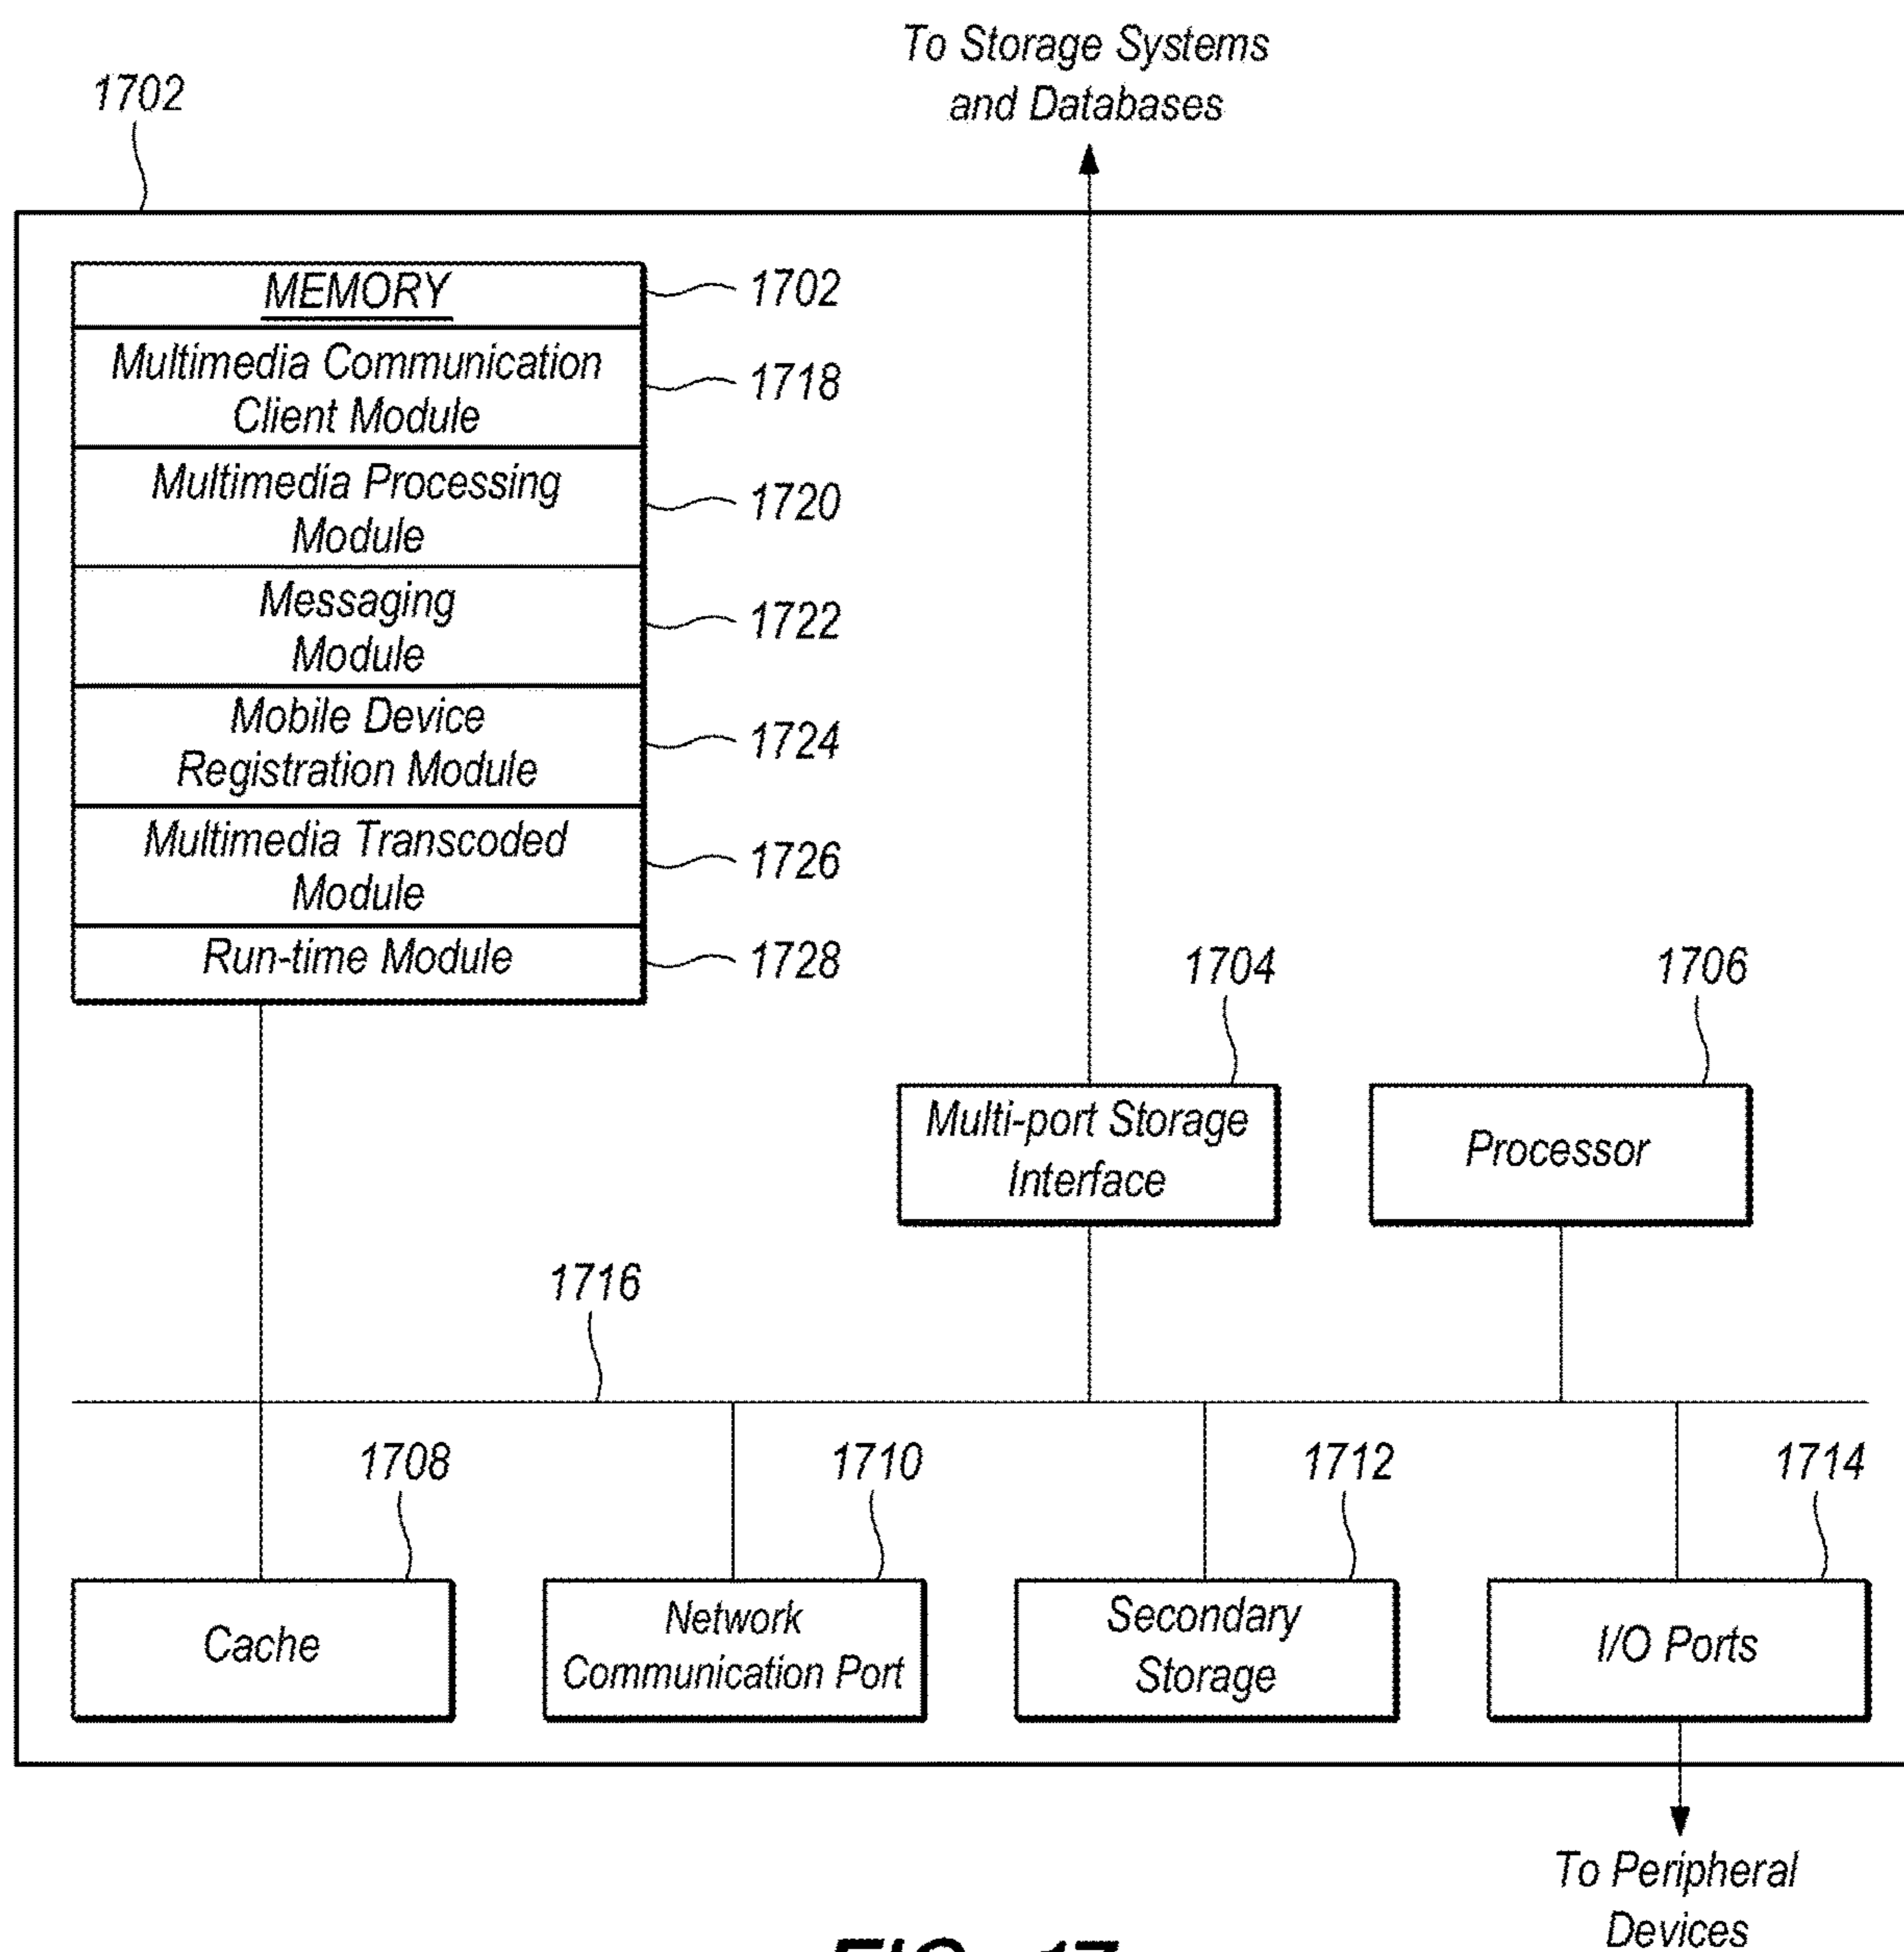 To Storage Systems
and Databases
1702
MEMORY
1702
Multimedia Communication
Client Module
1718
Multimedia Processing
Module
1720
Messaging
Module
1722
Mobile Device
Registration Module
1724
Multimedia Transcoded
Module
1726
Run-time Module
1728
1704
1706
Multi-port Storage
Interface
Processor
1716
1708
1710
1712
1714
Cache
Network
Communication Port
Secondary
Storage
I/O Ports
To Peripheral
Devices
FIG. 17